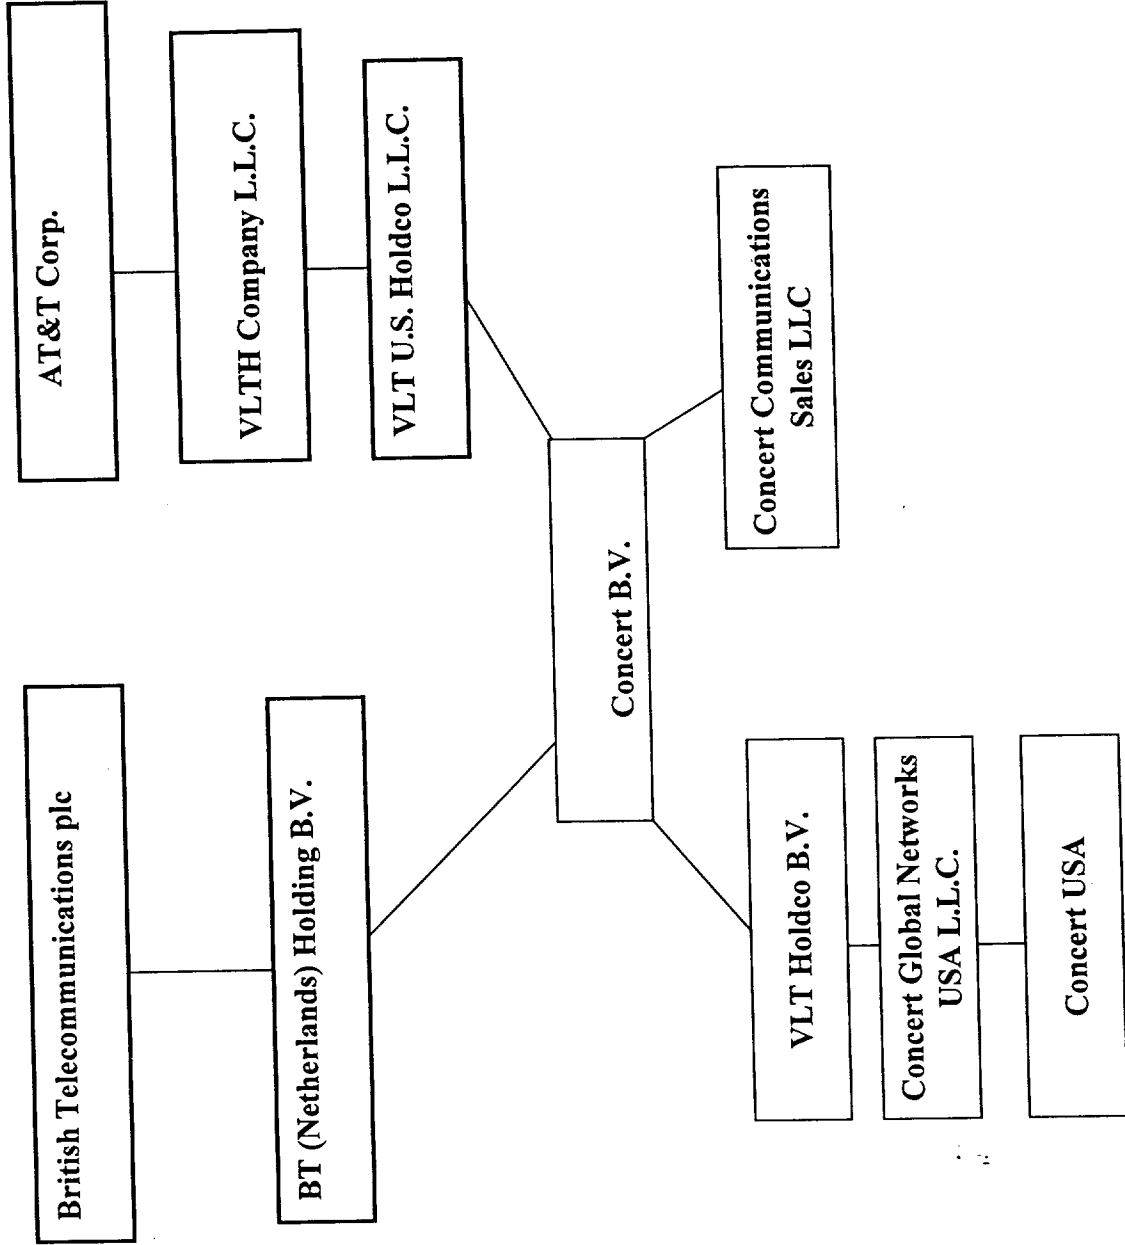 British Telecommunications plc
AT&T Corp.
BT (Netherlands) Holding B.V.
VLTH Company L.L.C.
VLT U.S. Holdco L.L.C.
Concert B.V.
VLT Holdco B.V.
Concert Communications
Sales LLC
Concert Global Networks
USA L.L.C.
Concert USA